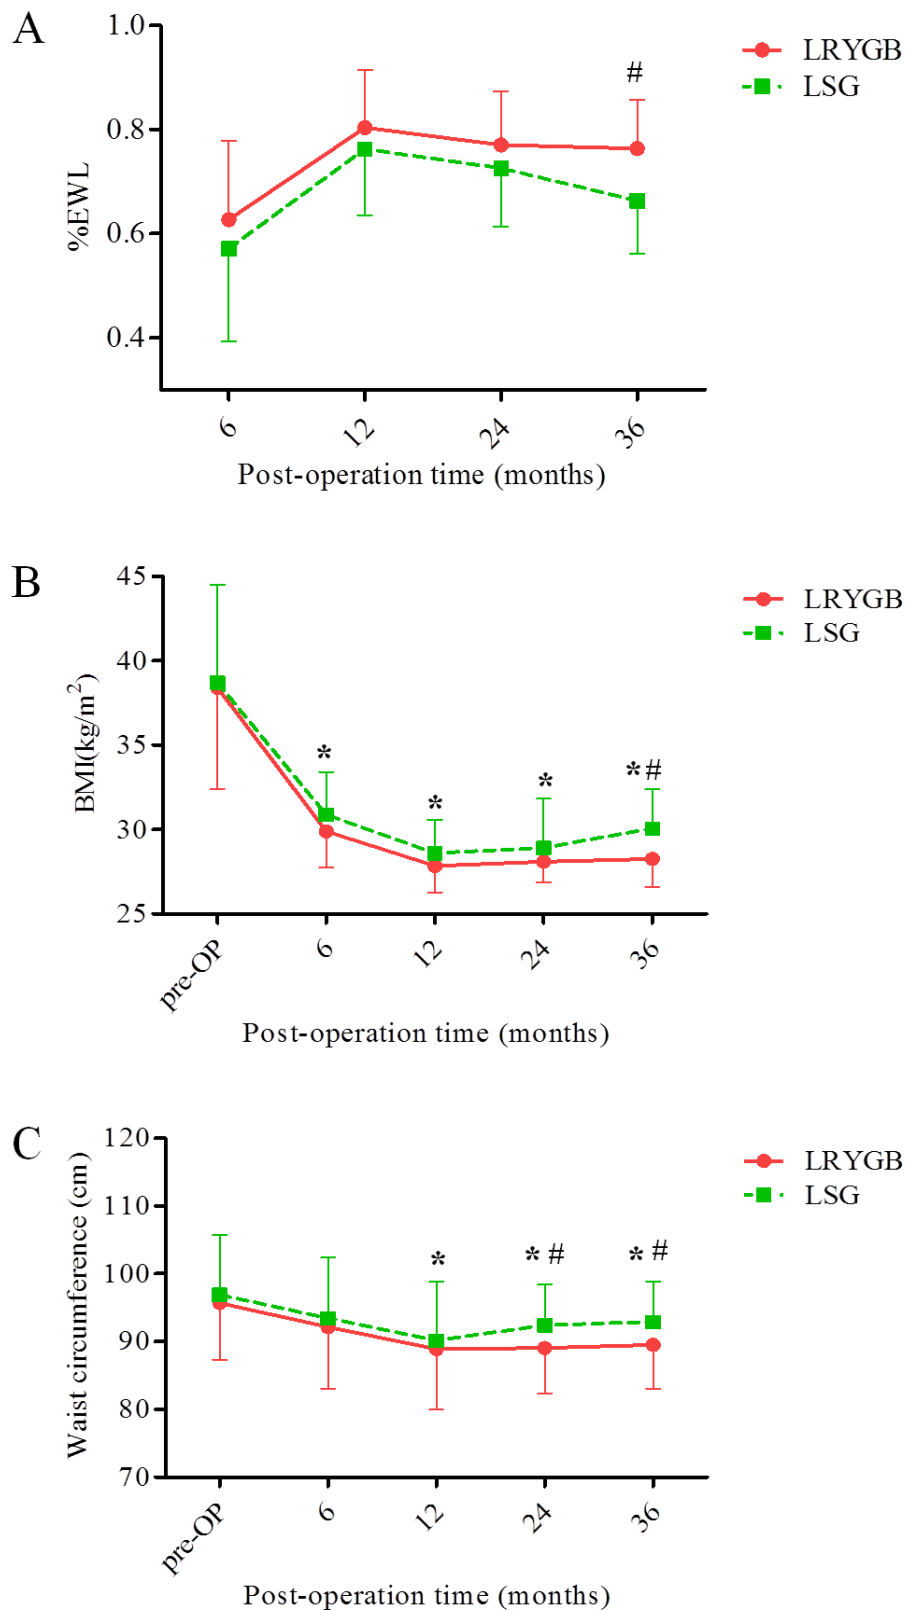 A
1.0
0.8
0.6
0.4
%EWL
#
LRYGB
LSG
6
12
24
36
Post-operation time (months)
B
45
40
35
30
25
BMI(kg/m²)
*
*
*
*#
LRYGB
LSG
pre-OP
6
12
24
36
Post-operation time (months)
C
120
110
100
90
80
70
Waist circumference (cm)
*
* #
* #
LRYGB
LSG
pre-OP
6
12
24
36
Post-operation time (months)